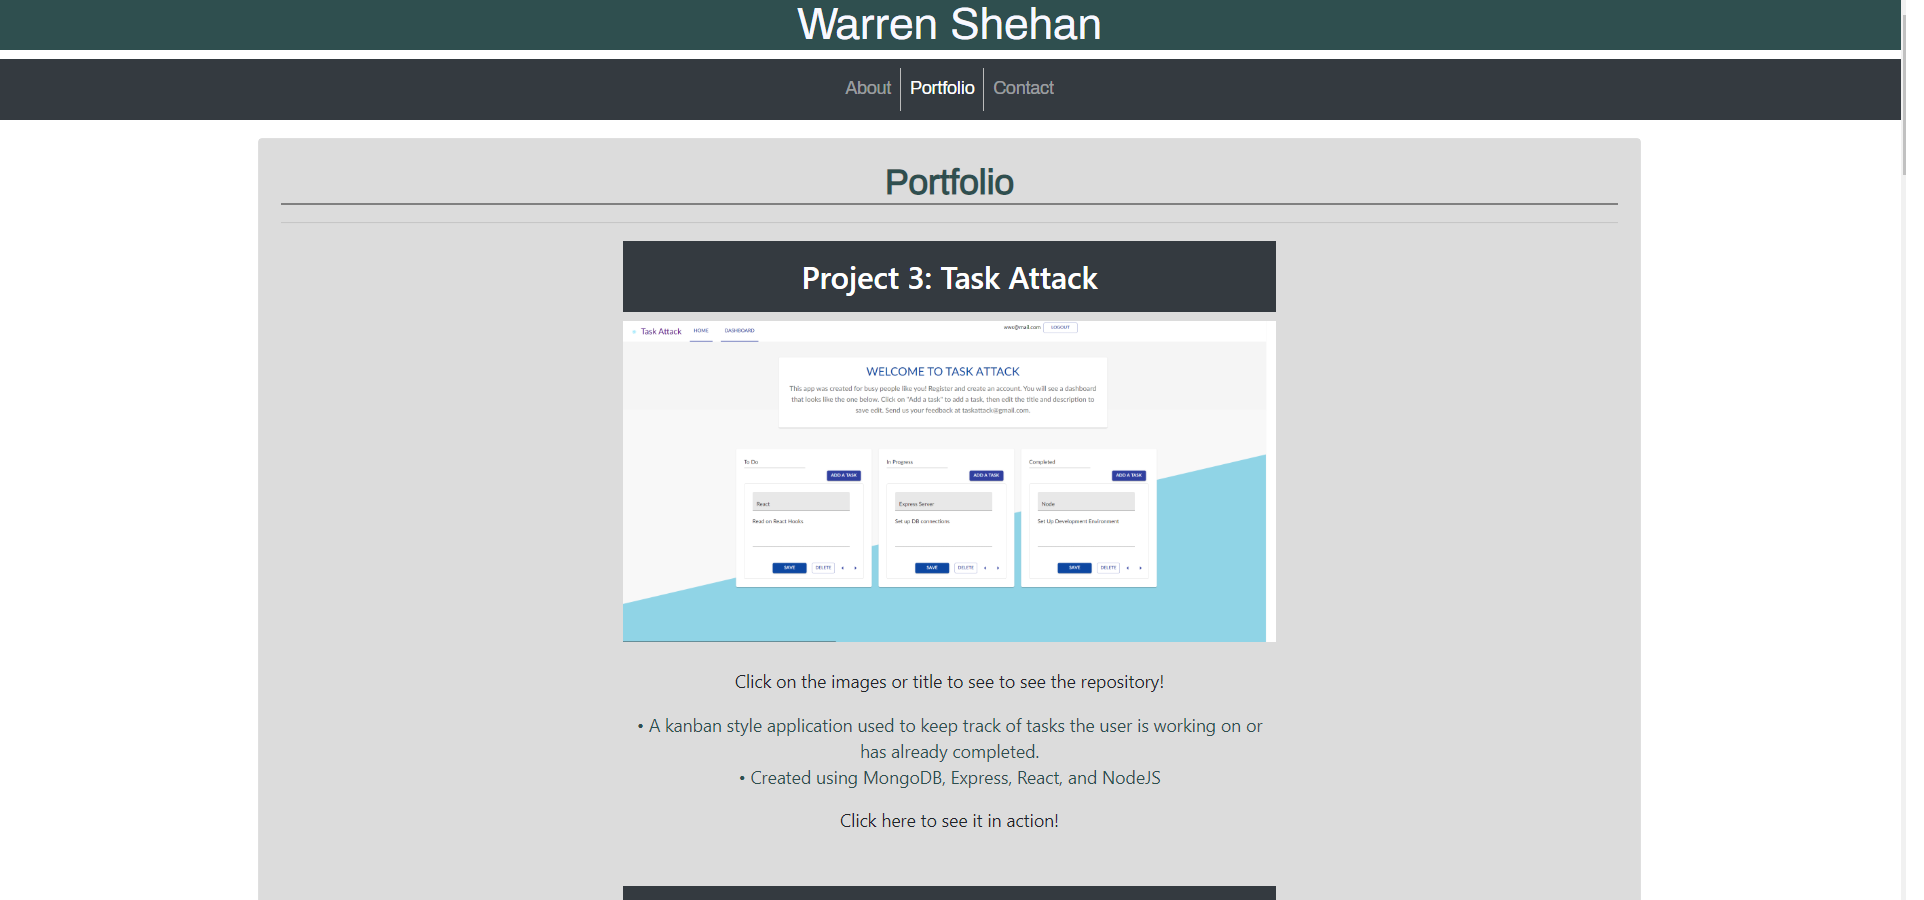 Warren Shehan
About Portfolio Contact
Portfolio
Project 3: Task Attack
Task Attack HOME DASHBOARD wws@mail.com LOGOUT
WELCOME TO TASK ATTACK
This app was created for busy people like you! Register and create an account. You will see a dashboard
that looks like the one below. Click on "Add a task" to add a task, then edit the title and description to
save edit. Send us your feedback at taskattack@gmail.com.
To Do
ADD A TASK
React
Read on React Hooks
SAVE DELETE
In Progress
ADD A TASK
Express Server
Set up DB connections
SAVE DELETE
Completed
ADD A TASK
Node
Set Up Development Environment
SAVE DELETE
Click on the images or title to see to see the repository!
• A kanban style application used to keep track of tasks the user is working on or
has already completed.
• Created using MongoDB, Express, React, and NodeJS
Click here to see it in action!